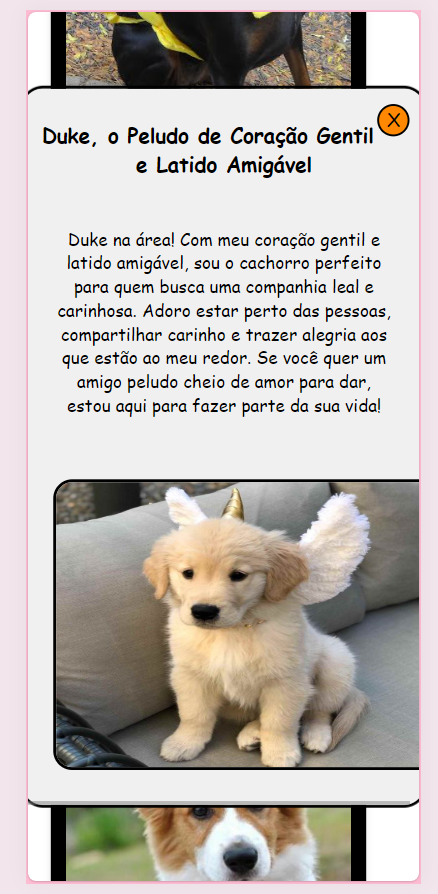 X
Duke, o Peludo de Coração Gentil
e Latido Amigável
Duke na área! Com meu coração gentil e
latido amigável, sou o cachorro perfeito
para quem busca uma companhia leal e
carinhosa. Adoro estar perto das pessoas,
compartilhar carinho e trazer alegria aos
que estão ao meu redor. Se você quer um
amigo peludo cheio de amor para dar,
estou aqui para fazer parte da sua vida!